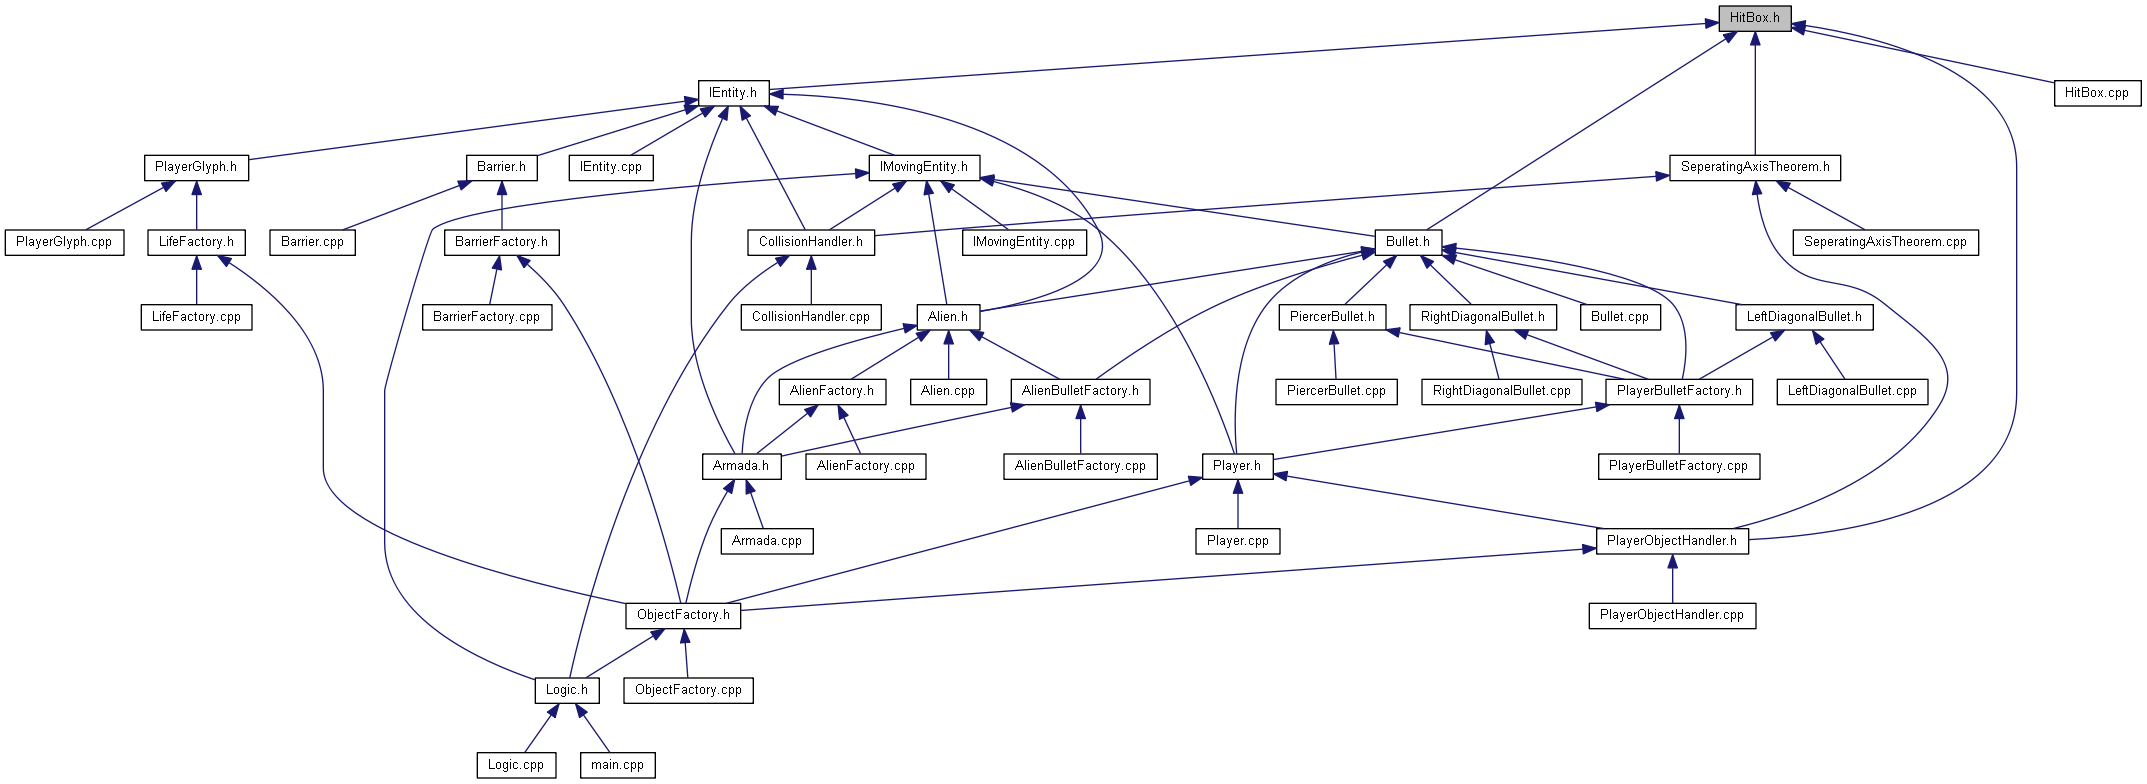 HitBox.h
IEntity.h
HitBox.cpp
PlayerGlyph.h
Barrier.h
IEntity.cpp
IMovingEntity.h
SeperatingAxisTheorem.h
PlayerGlyph.cpp
LifeFactory.h
Barrier.cpp
BarrierFactory.h
CollisionHandler.h
IMovingEntity.cpp
Bullet.h
SeperatingAxisTheorem.cpp
LifeFactory.cpp
BarrierFactory.cpp
CollisionHandler.cpp
Alien.h
PiercerBullet.h
RightDiagonalBullet.h
Bullet.cpp
LeftDiagonalBullet.h
AlienFactory.h
Alien.cpp
AlienBulletFactory.h
PiercerBullet.cpp
RightDiagonalBullet.cpp
PlayerBulletFactory.h
LeftDiagonalBullet.cpp
Armada.h
AlienFactory.cpp
AlienBulletFactory.cpp
Player.h
PlayerBulletFactory.cpp
Armada.cpp
Player.cpp
PlayerObjectHandler.h
ObjectFactory.h
PlayerObjectHandler.cpp
Logic.h
ObjectFactory.cpp
Logic.cpp
main.cpp